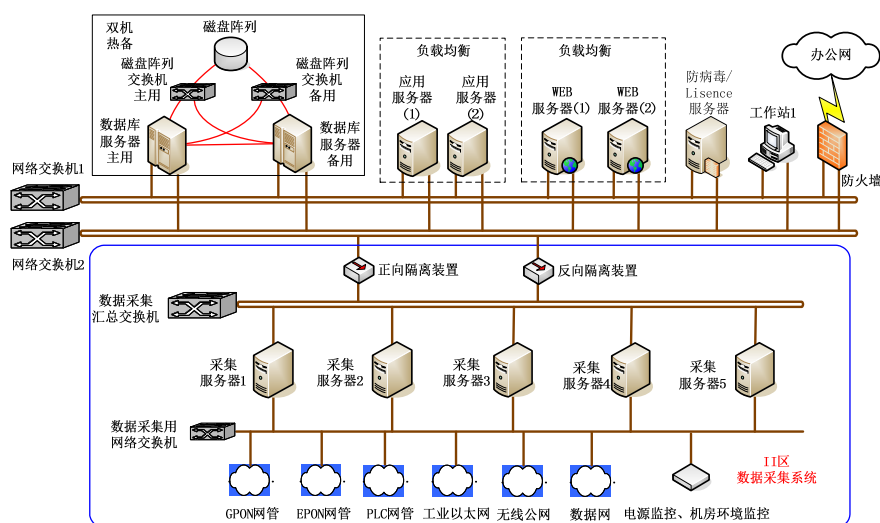 双机
热备
磁盘阵列
磁盘阵列
交换机
主用
磁盘阵列
交换机
备用
数据库
服务器
主用
数据库
服务器
备用
负载均衡
应用
服务器
(1)
应用
服务器
(2)
负载均衡
WEB
服务器(1)
WEB
服务器(2)
防病毒/
Lisence
服务器
工作站1
办公网
防火墙
网络交换机1
网络交换机2
正向隔离装置
反向隔离装置
数据采集
汇总交换机
采集
服务器1
采集
服务器2
采集
服务器3
采集
服务器4
采集
服务器5
数据采集用
网络交换机
GPON网管
EPON网管
PLC网管
工业以太网
无线公网
数据网
电源监控、机房环境监控
II区
数据采集系统